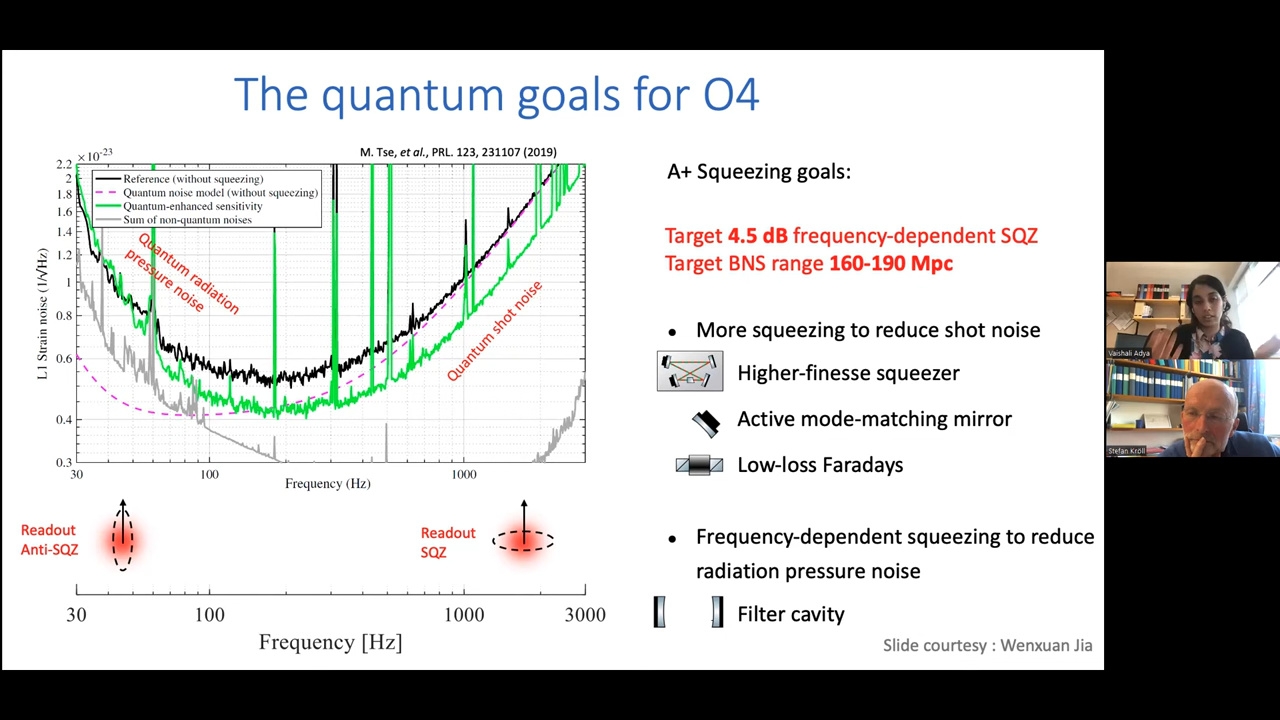 The quantum goals for O4
M. Tse, et al., PRL. 123, 231107 (2019)
×10⁻²³
2.2
1.8
1.6
1.4
1.2
1
0.8
0.6
0.4
0.3
L1 Strain noise (1/√Hz)
Reference (without squeezing)
Quantum noise model (without squeezing)
Quantum-enhanced sensitivity
Sum of non-quantum noises
Quantum radiation
pressure noise
Quantum shot noise
30 100 1000
Frequency (Hz)
Readout
Anti-SQZ
Readout
SQZ
30 100 1000 3000
Frequency [Hz]
A+ Squeezing goals:
Target 4.5 dB frequency-dependent SQZ
Target BNS range 160-190 Mpc
• More squeezing to reduce shot noise
Higher-finesse squeezer
Active mode-matching mirror
Low-loss Faradays
• Frequency-dependent squeezing to reduce
radiation pressure noise
Filter cavity
Slide courtesy : Wenxuan Jia
Vaishali Adya
Stefan Kröll